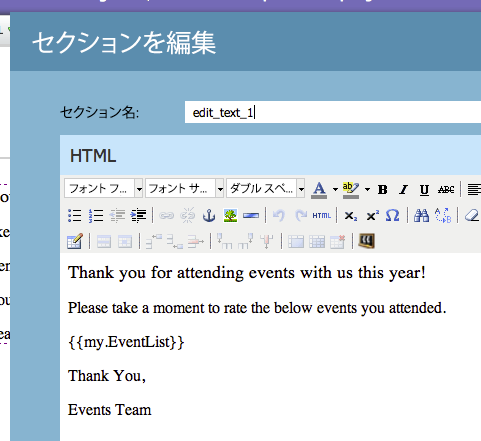 セクションを編集
セクション名: edit_text_1
HTML
フォント フ... フォント サ... ダブル スペ... A ab B I U ABC
HTML x₂ x² Ω
Thank you for attending events with us this year!
Please take a moment to rate the below events you attended.
{{my.EventList}}
Thank You,
Events Team